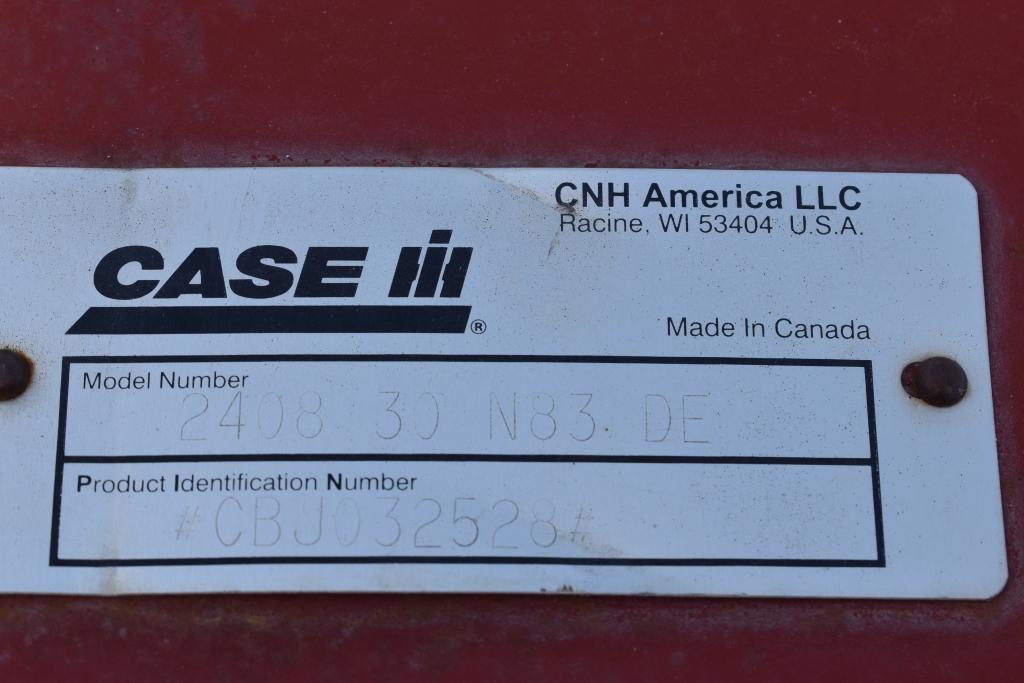 CNH America LLC
Racine, WI 53404 U.S.A.
CASE IH ®
Made In Canada
Model Number
2408 30 N83 DE
Product Identification Number
#CBJ032528#